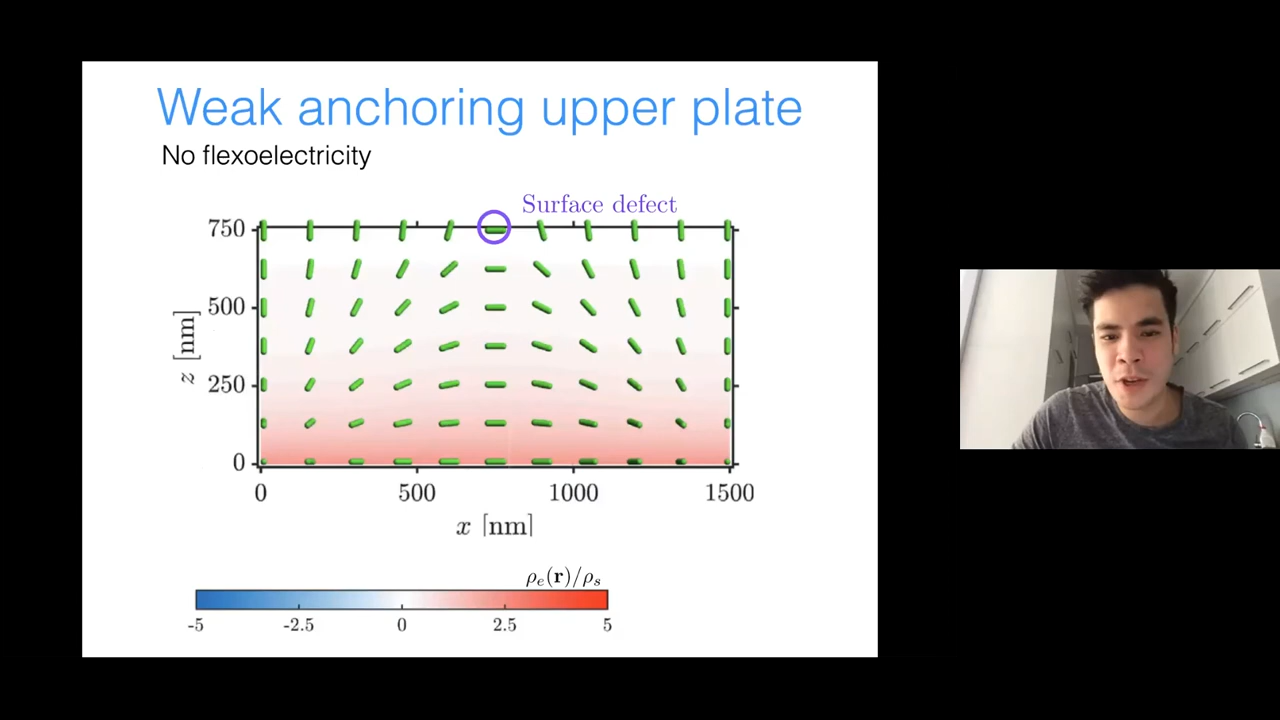 Weak anchoring upper plate
No flexoelectricity
Surface defect
750
500
250
0
z [nm]
0 500 1000 1500
x [nm]
ρₑ(𝐫)/ρₛ
-5 -2.5 0 2.5 5